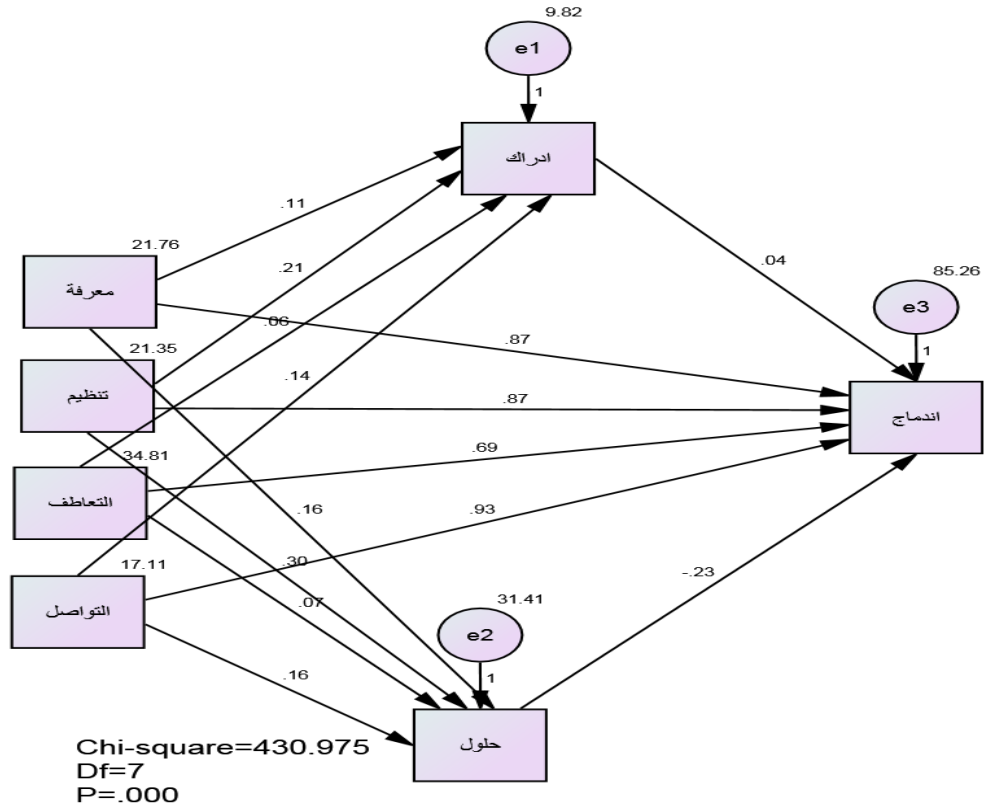 9.82
e1
1
ادراك
.11
21.76
.21
.04
معرفة
.06
85.26
e3
.87
1
21.35
.14
تنظيم
.87
اندماج
34.81
.69
التعاطف
.16
.93
17.11
.30
التواصل
.07
-.23
31.41
e2
.16
1
حلول
Chi-square=430.975
Df=7
P=.000